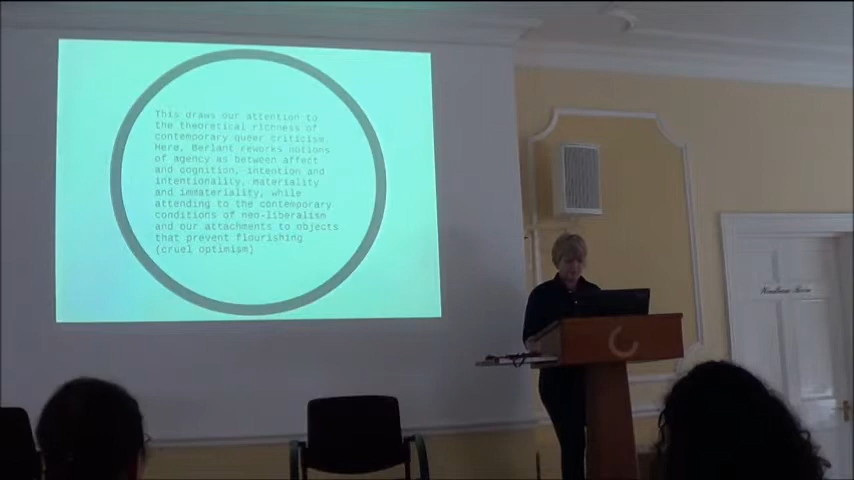 This draws our attention to
the theoretical richness of
contemporary queer criticise.
Here, Berlant reworks notions
of agency as between affect
and cognition, intention and
intentionality, materiality
and immateriality, while
attending to the contemporary
conditions of neo-liberalism
and our attachments to objects
that prevent flourishing
(cruel optimism)
Room